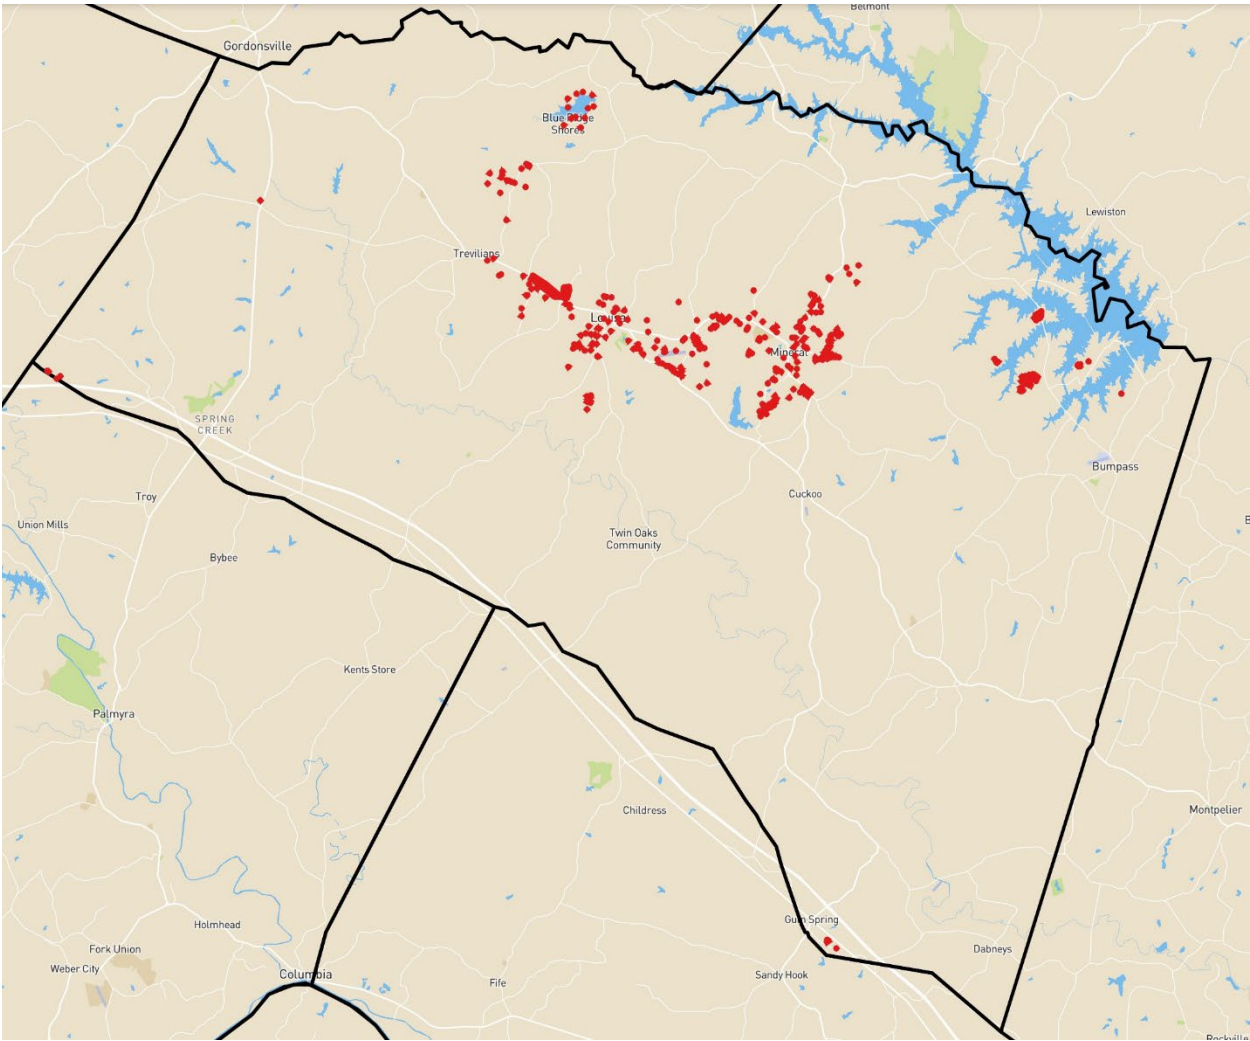 Belmont
Gordonsville
Blue Ridge
Shores
Lewiston
Trevilians
Louisa
Mineral
SPRING
CREEK
Bumpass
Troy
Cuckoo
Union Mills
Twin Oaks
Community
B
Bybee
Kents Store
Palmyra
Childress
Montpelier
Gum Spring
Holmhead
Fork Union
Dabneys
Weber City
Columbia
Sandy Hook
Fife
Rockville